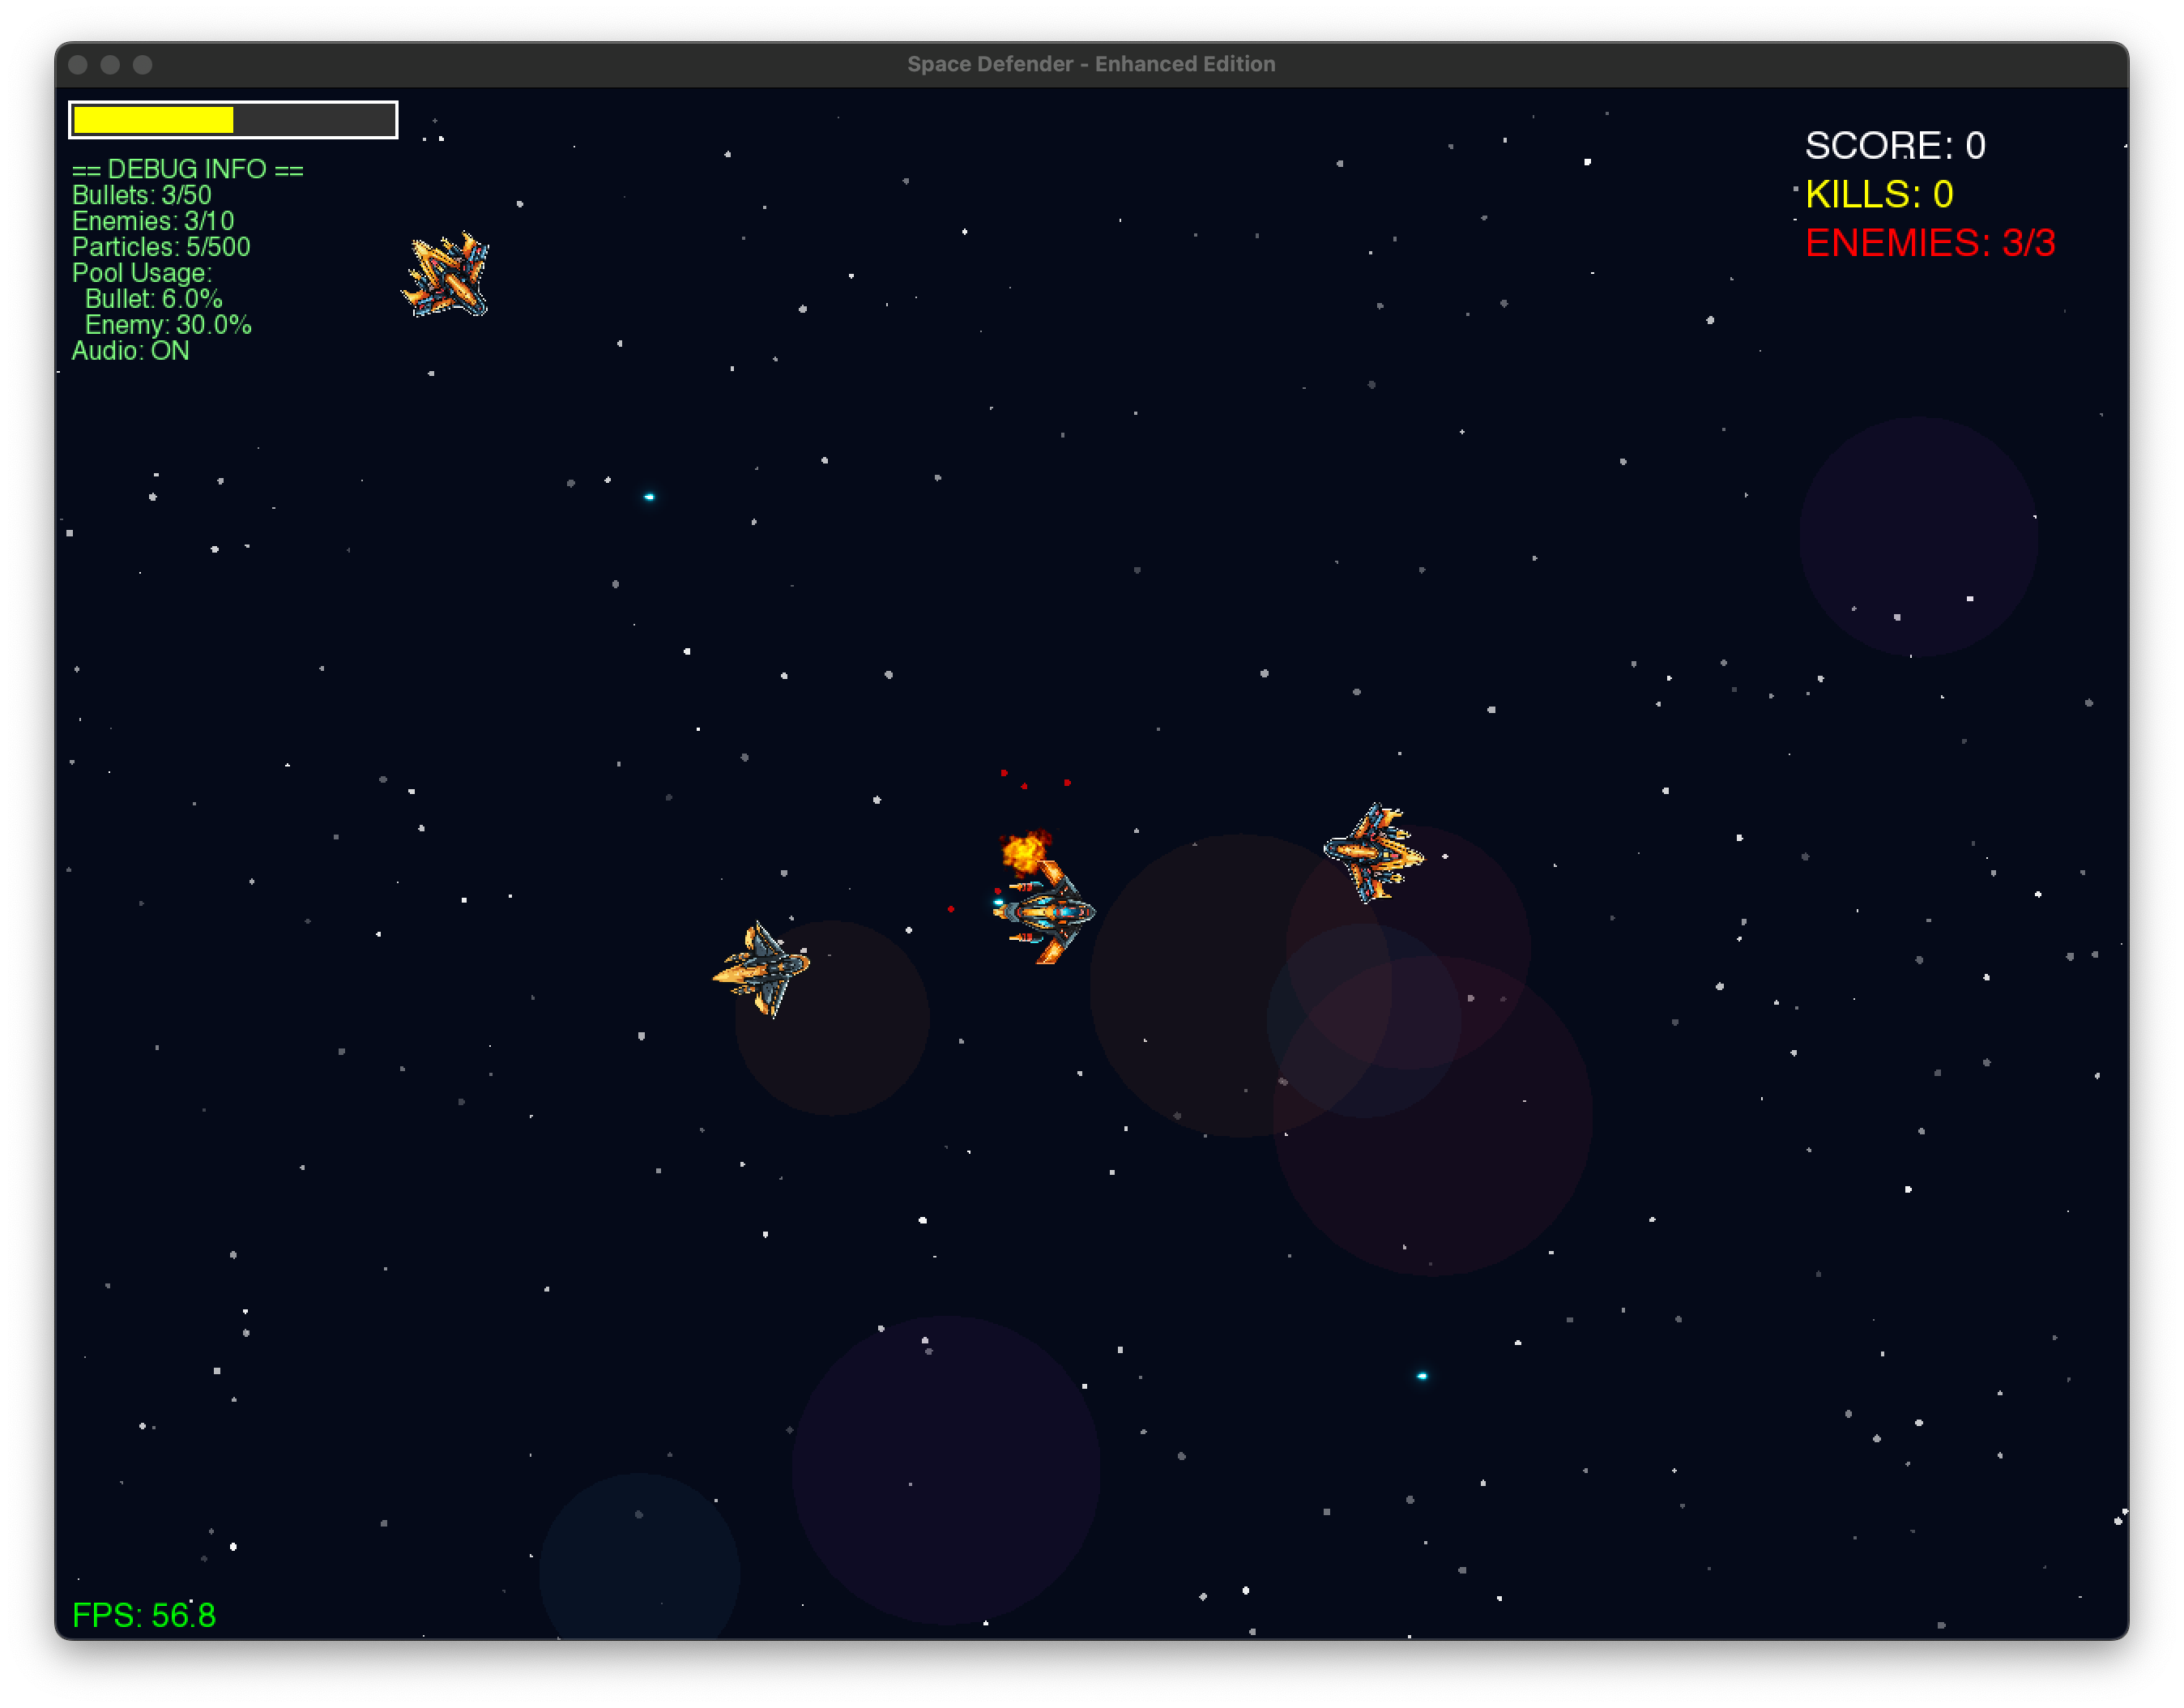 Space Defender - Enhanced Edition
== DEBUG INFO ==
Bullets: 3/50
Enemies: 3/10
Particles: 5/500
Pool Usage:
Bullet: 6.0%
Enemy: 30.0%
Audio: ON
SCORE: 0
KILLS: 0
ENEMIES: 3/3
FPS: 56.8